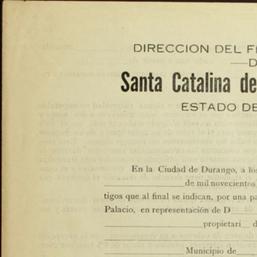 DIRECCION DEL F
D
Santa Catalina de
ESTADO DE
En la Ciudad de Durango, a lo
de mil novecientos
tigos que al final se indican, por una pa
Palacio, en representación de D
propietari d
Municipio de